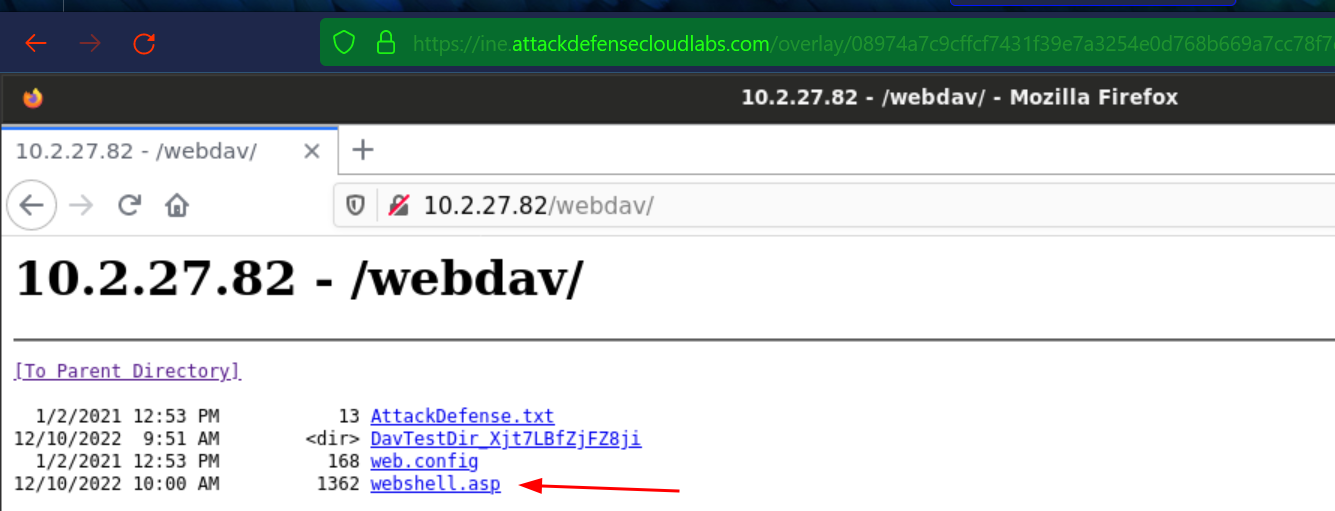 https://ine.attackdefensecloudlabs.com/overlay/08974a7c9cffcf7431f39e7a3254e0d768b669a7cc78f7
10.2.27.82 - /webdav/ - Mozilla Firefox
10.2.27.82 - /webdav/
10.2.27.82/webdav/
10.2.27.82 - /webdav/
[To Parent Directory]
1/2/2021 12:53 PM 13 AttackDefense.txt
12/10/2022 9:51 AM <dir> DavTestDir_Xjt7LBfZjFZ8ji
1/2/2021 12:53 PM 168 web.config
12/10/2022 10:00 AM 1362 webshell.asp